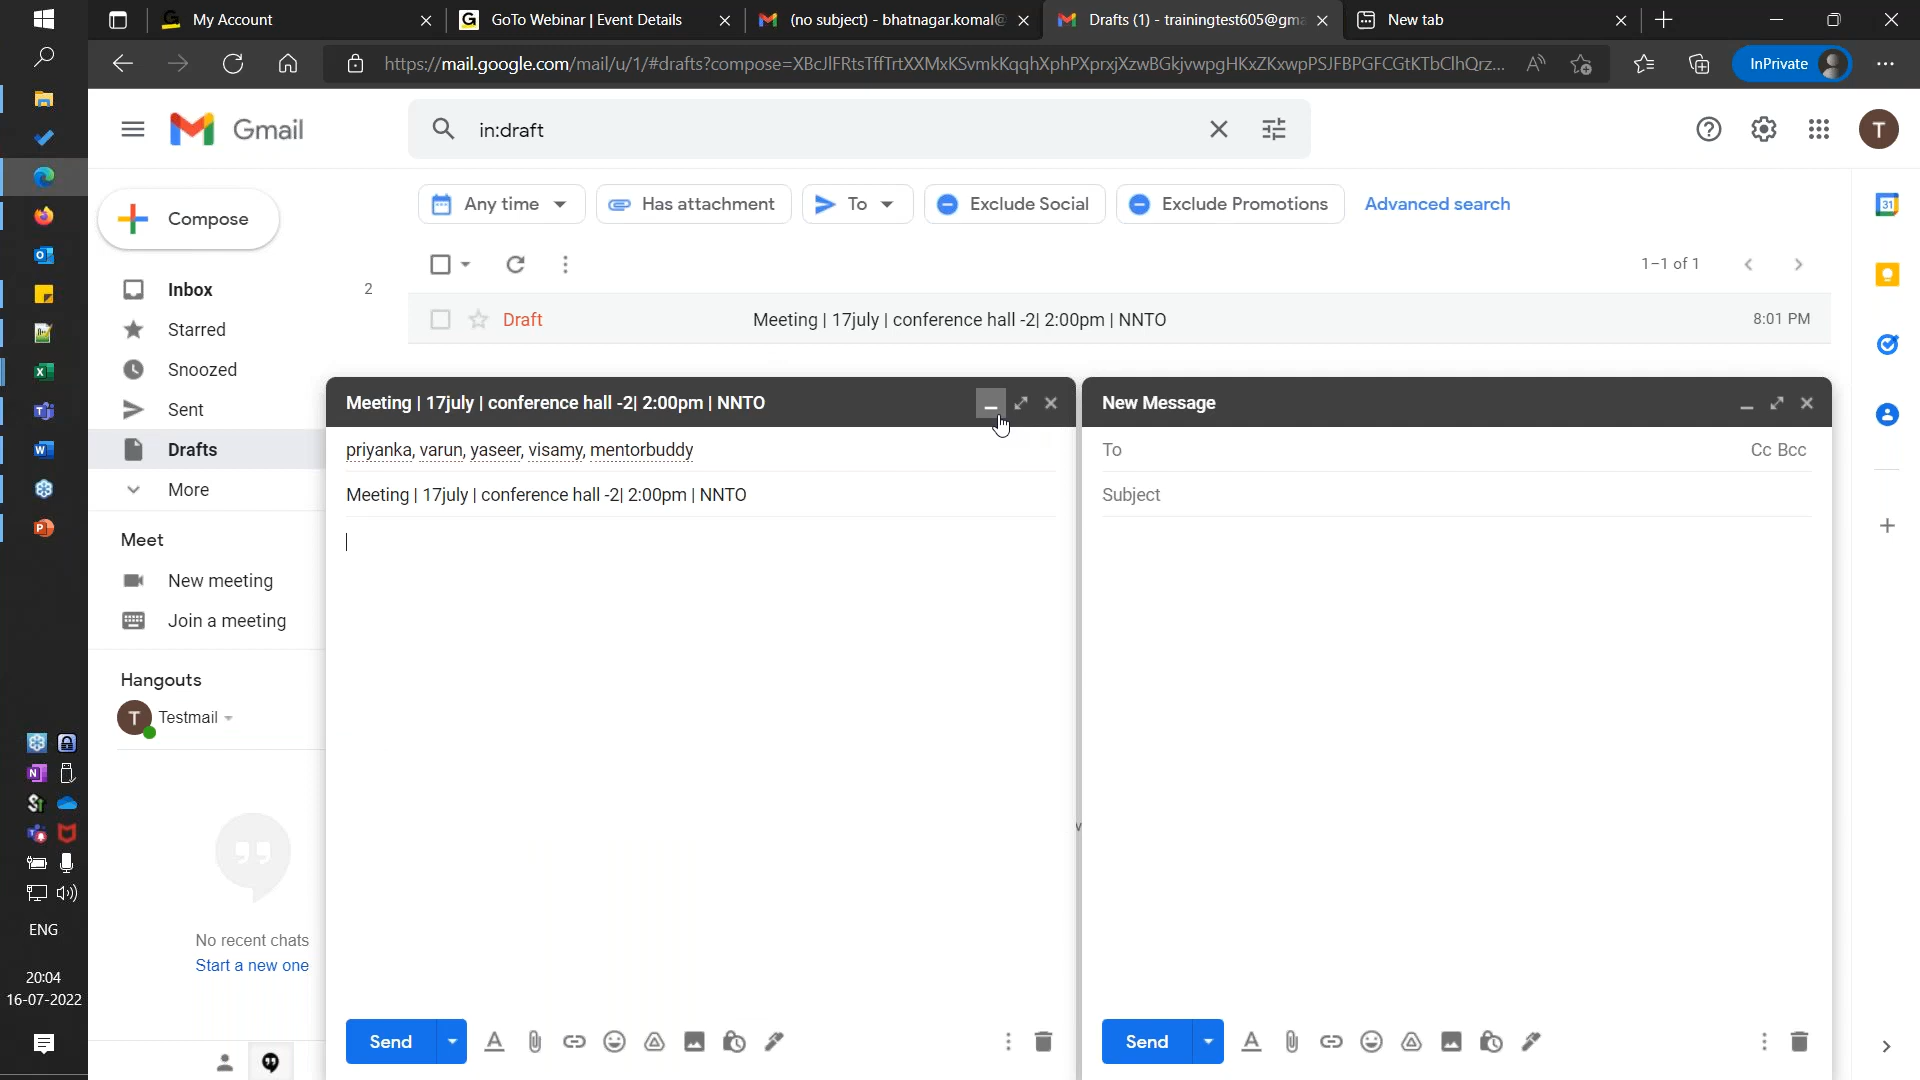 My Account
GoTo Webinar | Event Details
(no subject) - bhatnagar.komal@
Drafts (1) - trainingtest605@gma
New tab
https://mail.google.com/mail/u/1/#drafts?compose=XBcJlFRtsTffTrtXXMxKSvmkKqqhXphPXprxjXzwBGkjvwpgHKxZKxwpPSJFBPGFCGtKTbClhQrz...
InPrivate
Gmail
in:draft
T
Compose
Any time
Has attachment
To
Exclude Social
Exclude Promotions
Advanced search
31
1-1 of 1
Inbox 2
Draft
Meeting | 17july | conference hall -2| 2:00pm | NNTO
8:01 PM
Starred
Snoozed
Sent
Drafts
More
Meet
New meeting
Join a meeting
Hangouts
T
Testmail
No recent chats
Start a new one
Meeting | 17july | conference hall -2| 2:00pm | NNTO
priyanka, varun, yaseer, visamy, mentorbuddy
Meeting | 17july | conference hall -2| 2:00pm | NNTO
Send
New Message
To
Cc Bcc
Subject
v
Send
ENG
20:04
16-07-2022